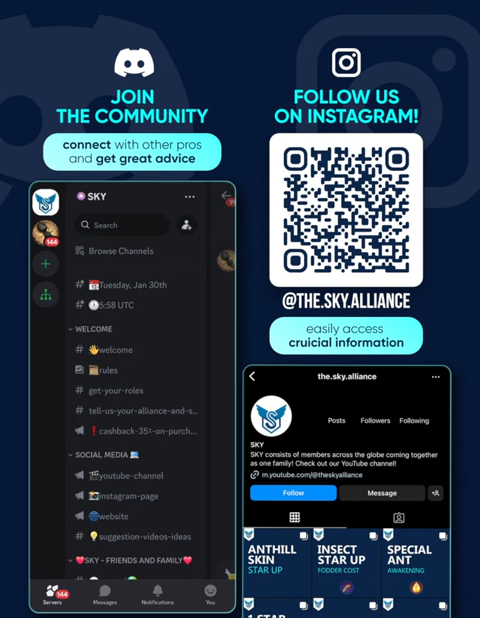 JOIN
THE COMMUNITY
connect with other pros
and get great advice
SKY
Search
Browse Channels
Tuesday, Jan 30th
5:58 UTC
WELCOME
welcome
rules
get-your-roles
tell-us-your-alliance-and-s...
cashback-35%-on-purch...
SOCIAL MEDIA
youtube-channel
instagram-page
website
suggestion-videos-ideas
SKY - FRIENDS AND FAMILY
144
144
Servers
Messages
Notifications
You
FOLLOW US
ON INSTAGRAM!
@THE.SKY.ALLIANCE
easily access
cruicial information
the.sky.alliance
Posts Followers Following
SKY
SKY consists of members across the globe coming together
as one family! Check out our YouTube channel!
m.youtube.com/@theskyalliance
Follow
Message
ANTHILL
SKIN
STAR UP
INSECT
STAR UP
FODDER COST
SPECIAL
ANT
AWAKENING